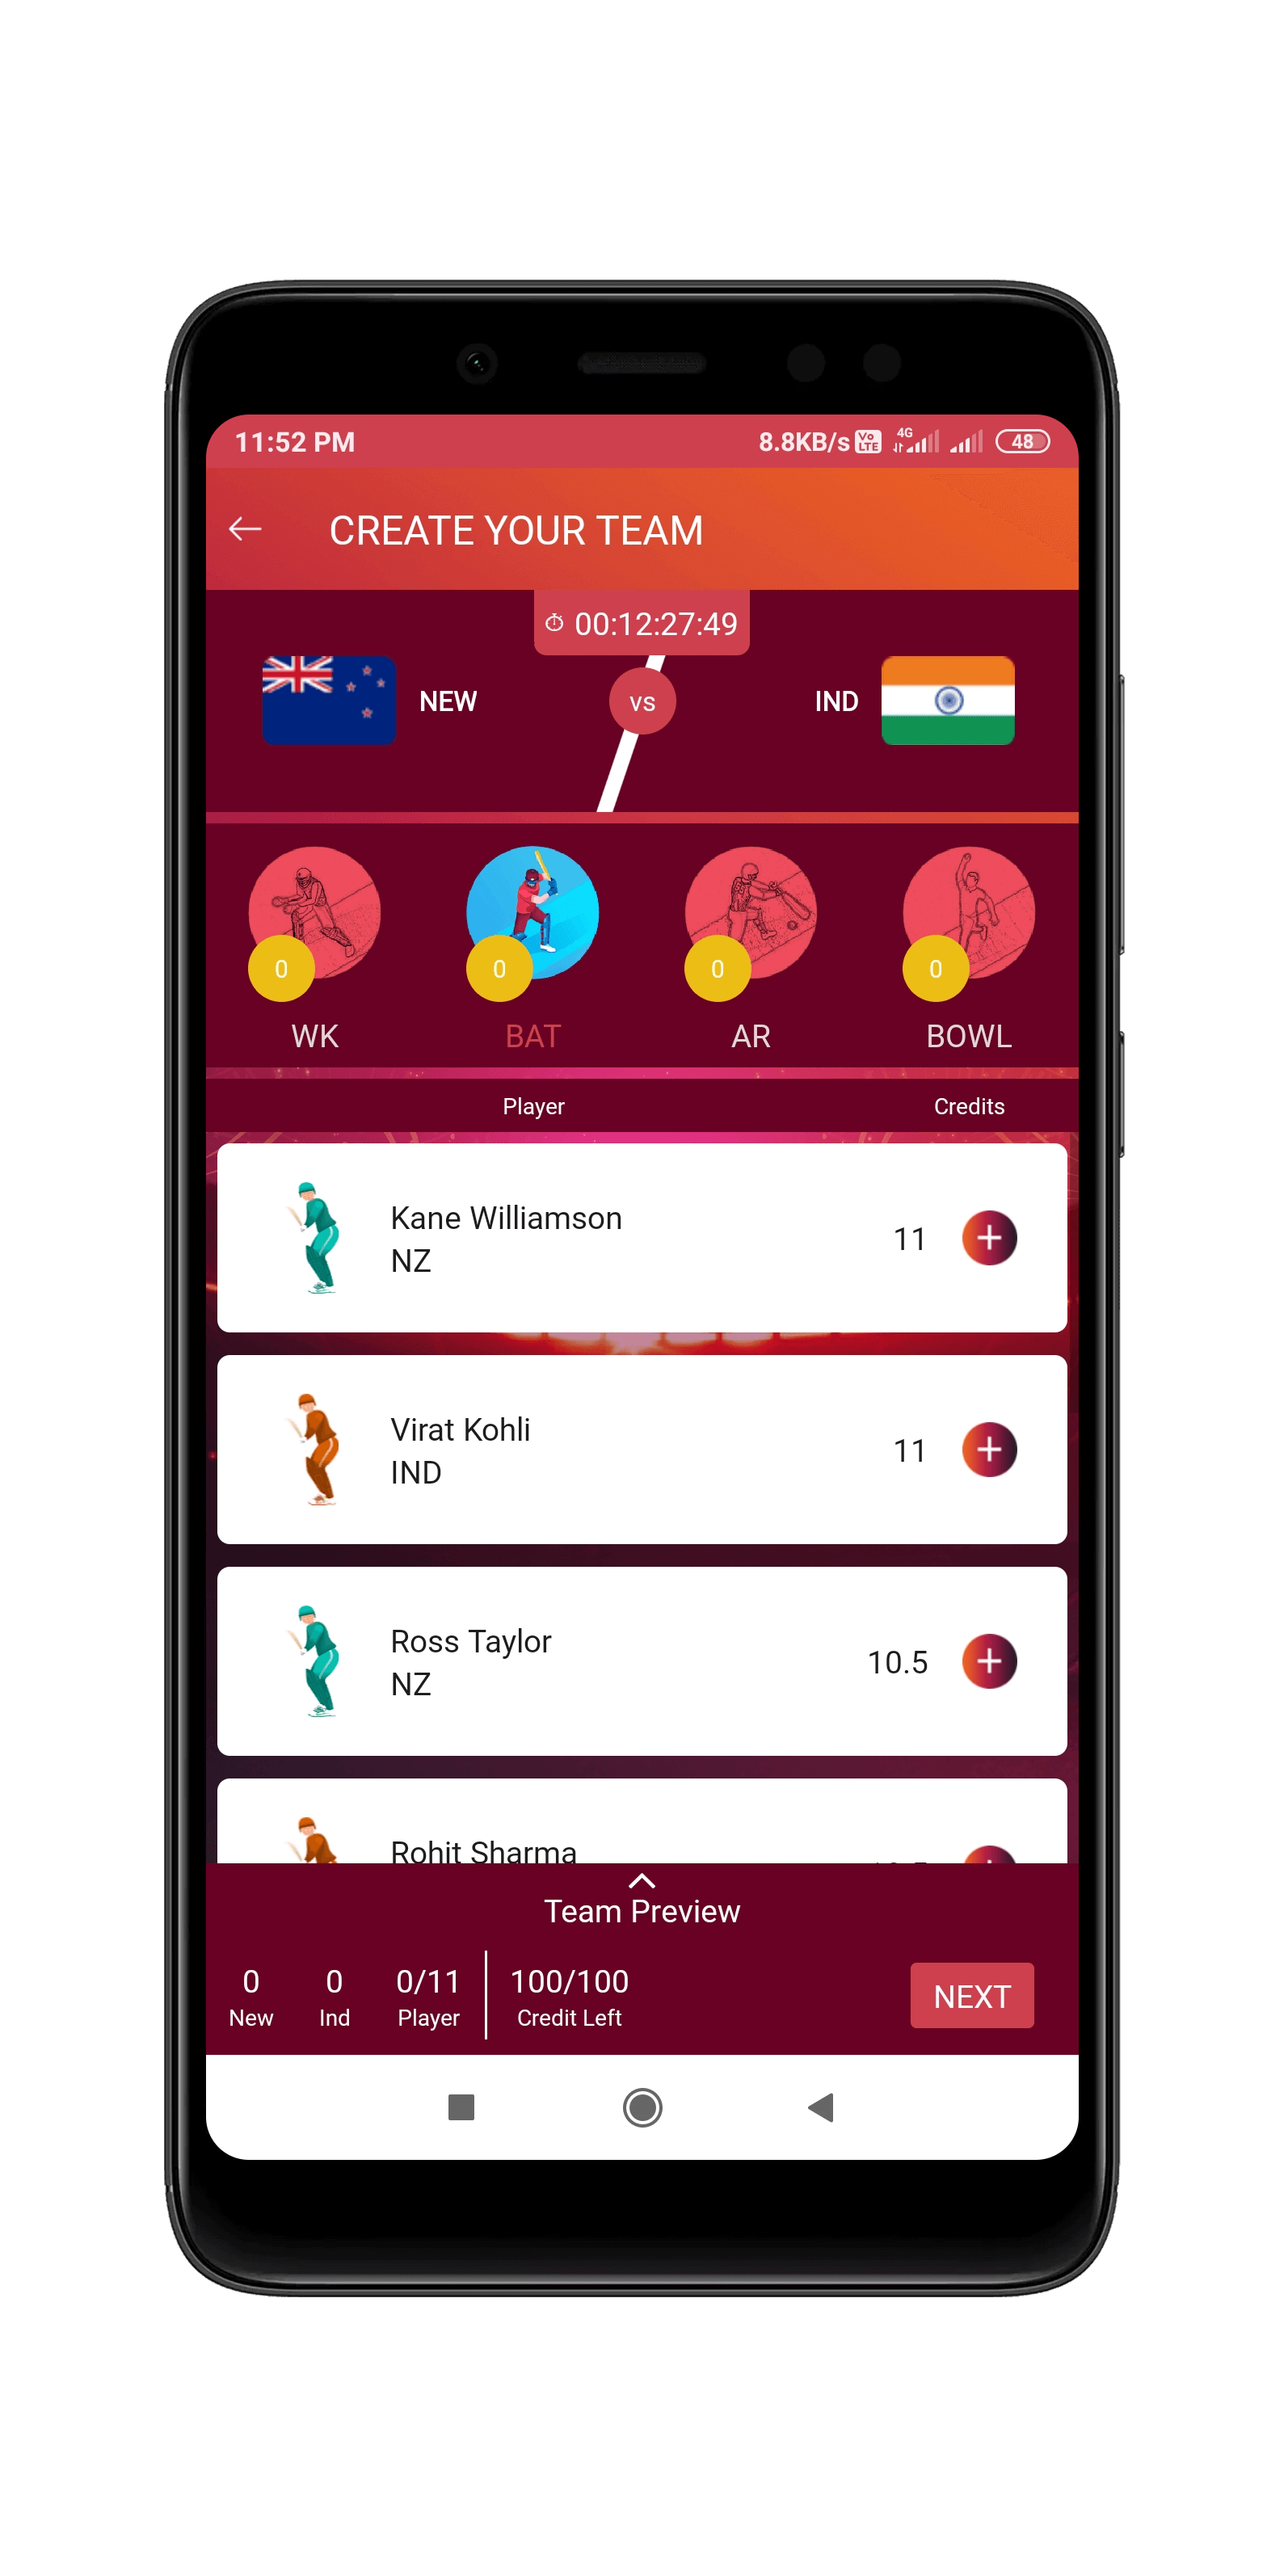 11:52 PM 8.8KB/s Vo LTE 4G 48
CREATE YOUR TEAM
00:12:27:49
NEW vs IND
0 0 0 0
WK BAT AR BOWL
Player Credits
Kane Williamson
NZ
11
Virat Kohli
IND
11
Ross Taylor
NZ
10.5
Rohit Sharma
Team Preview
0 0 0/11 100/100
New Ind Player Credit Left
NEXT